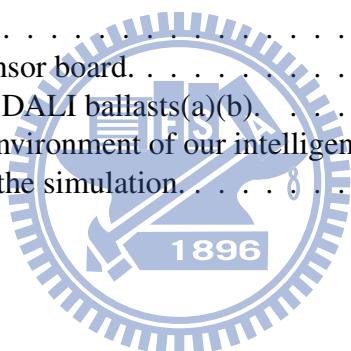 . . . . . . . . . . . . . . . . .
nsor board. . . . . . . . . . . .
DALI ballasts(a)(b). . . . . .
nvironment of our intelligen
the simulation. . . . . . . . .
1896